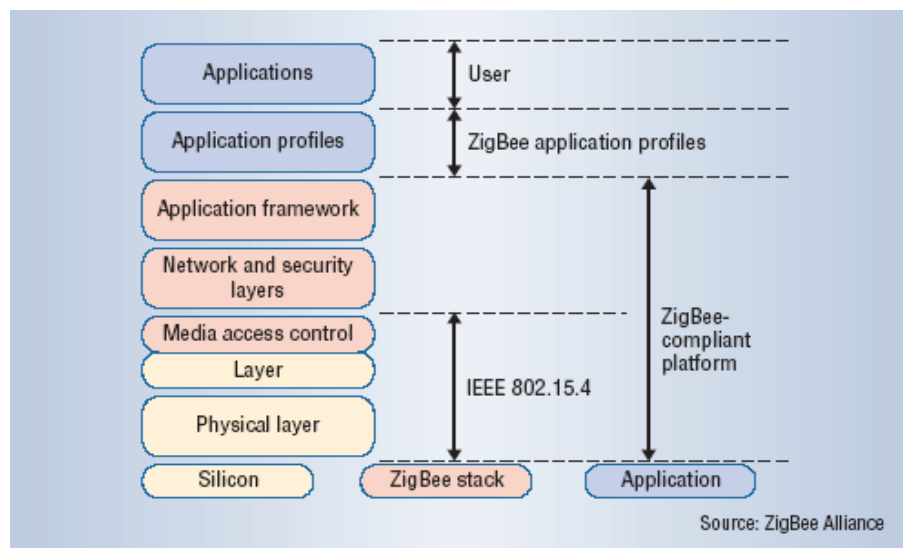 Applications
User
Application profiles
ZigBee application profiles
Application framework
Network and security
layers
Media access control
Layer
Physical layer
IEEE 802.15.4
ZigBee-
compliant
platform
Silicon
ZigBee stack
Application
Source: ZigBee Alliance